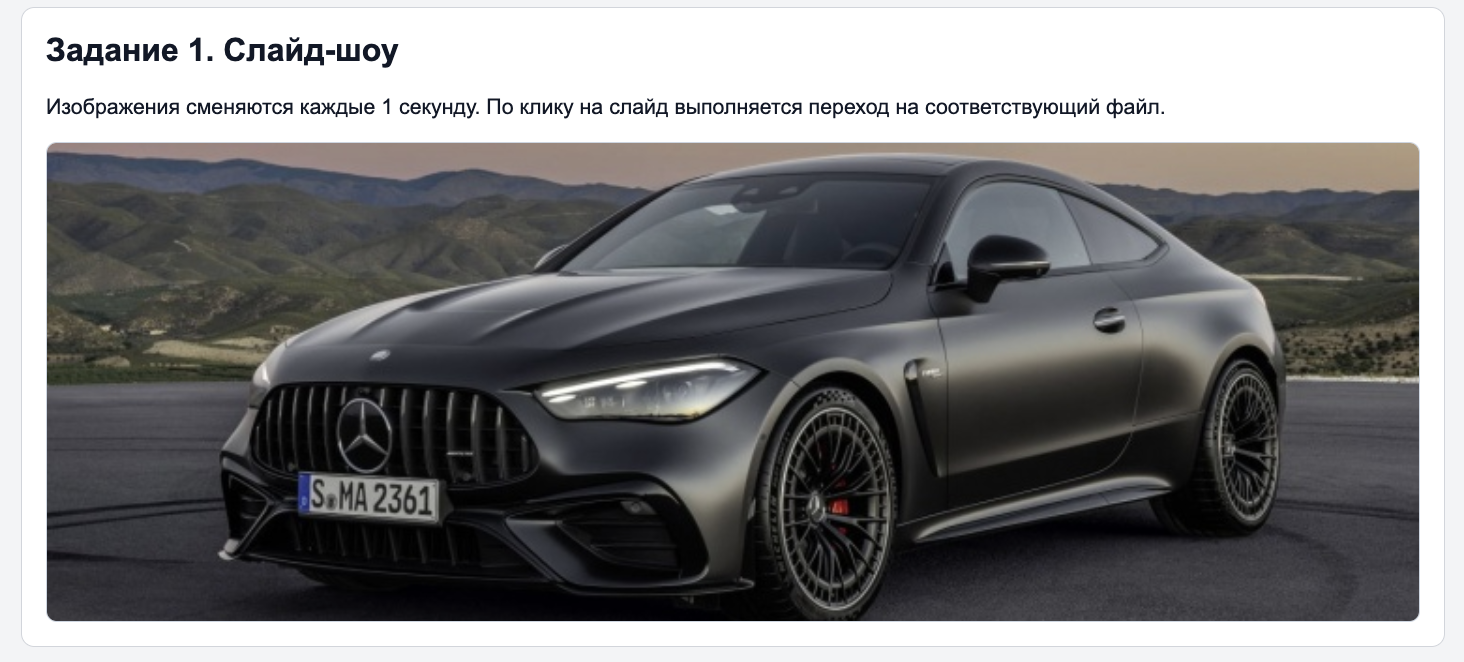 Задание 1. Слайд-шоу
Изображения сменяются каждые 1 секунду. По клику на слайд выполняется переход на соответствующий файл.
S MA 2361